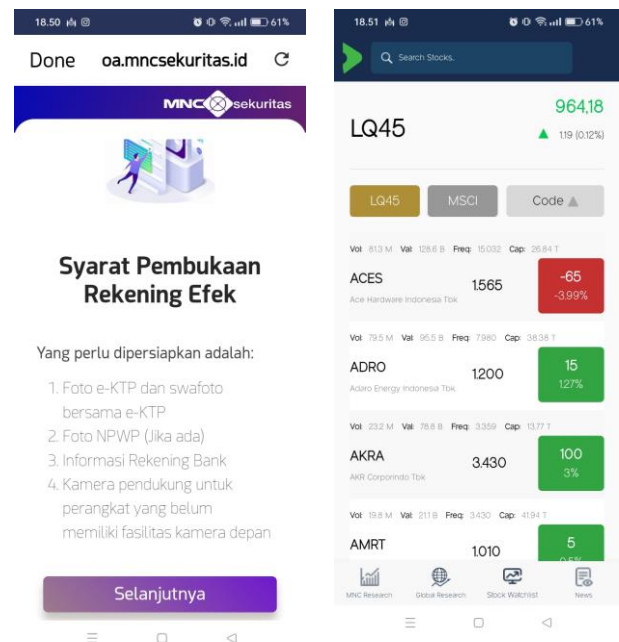 18.50
61%
Done oa.mncsekuritas.id
MNC sekuritas
Syarat Pembukaan
Rekening Efek
Yang perlu dipersiapkan adalah:
1. Foto e-KTP dan swafoto
bersama e-KTP
2. Foto NPWP (Jika ada)
3. Informasi Rekening Bank
4. Kamera pendukung untuk
perangkat yang belum
memiliki fasilitas kamera depan
Selanjutnya
18.51
61%
Search Stocks.
LQ45
964,18
1.19 (0.12%)
LQ45 MSCI Code
Vol: 81.3 M Val: 128.6 B Freq: 15.032 Cap: 26.84 T
ACES 1.565 -65
Ace Hardware Indonesia Tbk -3.99%
Vol: 79.5 M Val: 95.5 B Freq: 7.980 Cap: 38.38 T
ADRO 1.200 15
Adaro Energy Indonesia Tbk. 1.27%
Vol: 23.2 M Val: 78.8 B Freq: 3.359 Cap: 13,77 T
AKRA 3.430 100
AKR Corporindo Tbk 3%
Vol: 19.8 M Val: 21.1 B Freq: 3.430 Cap: 41.94 T
AMRT 1.010 5
0.5%
MNC Research Global Research Stock Watchlist News